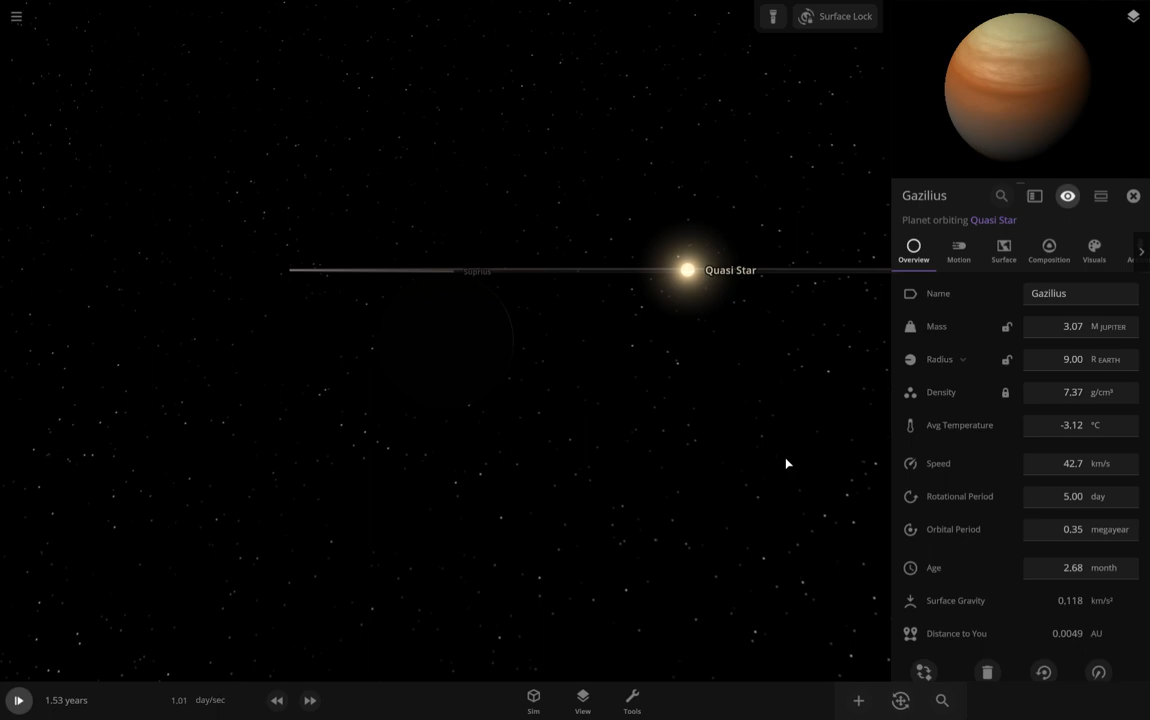 Surface Lock
Suprius
Quasi Star
Gazilius
Planet orbiting Quasi Star
Overview
Motion
Surface
Composition
Visuals
Name Gazilius
Mass 3.07 M JUPITER
Radius 9.00 R EARTH
Density 7.37 g/cm³
Avg Temperature -3.12 °C
Speed 42.7 km/s
Rotational Period 5.00 day
Orbital Period 0.35 megayear
Age 2.68 month
Surface Gravity 0,118 km/s²
Distance to You 0.0049 AU
1.53 years 1.01 day/sec
Sim
View
Tools